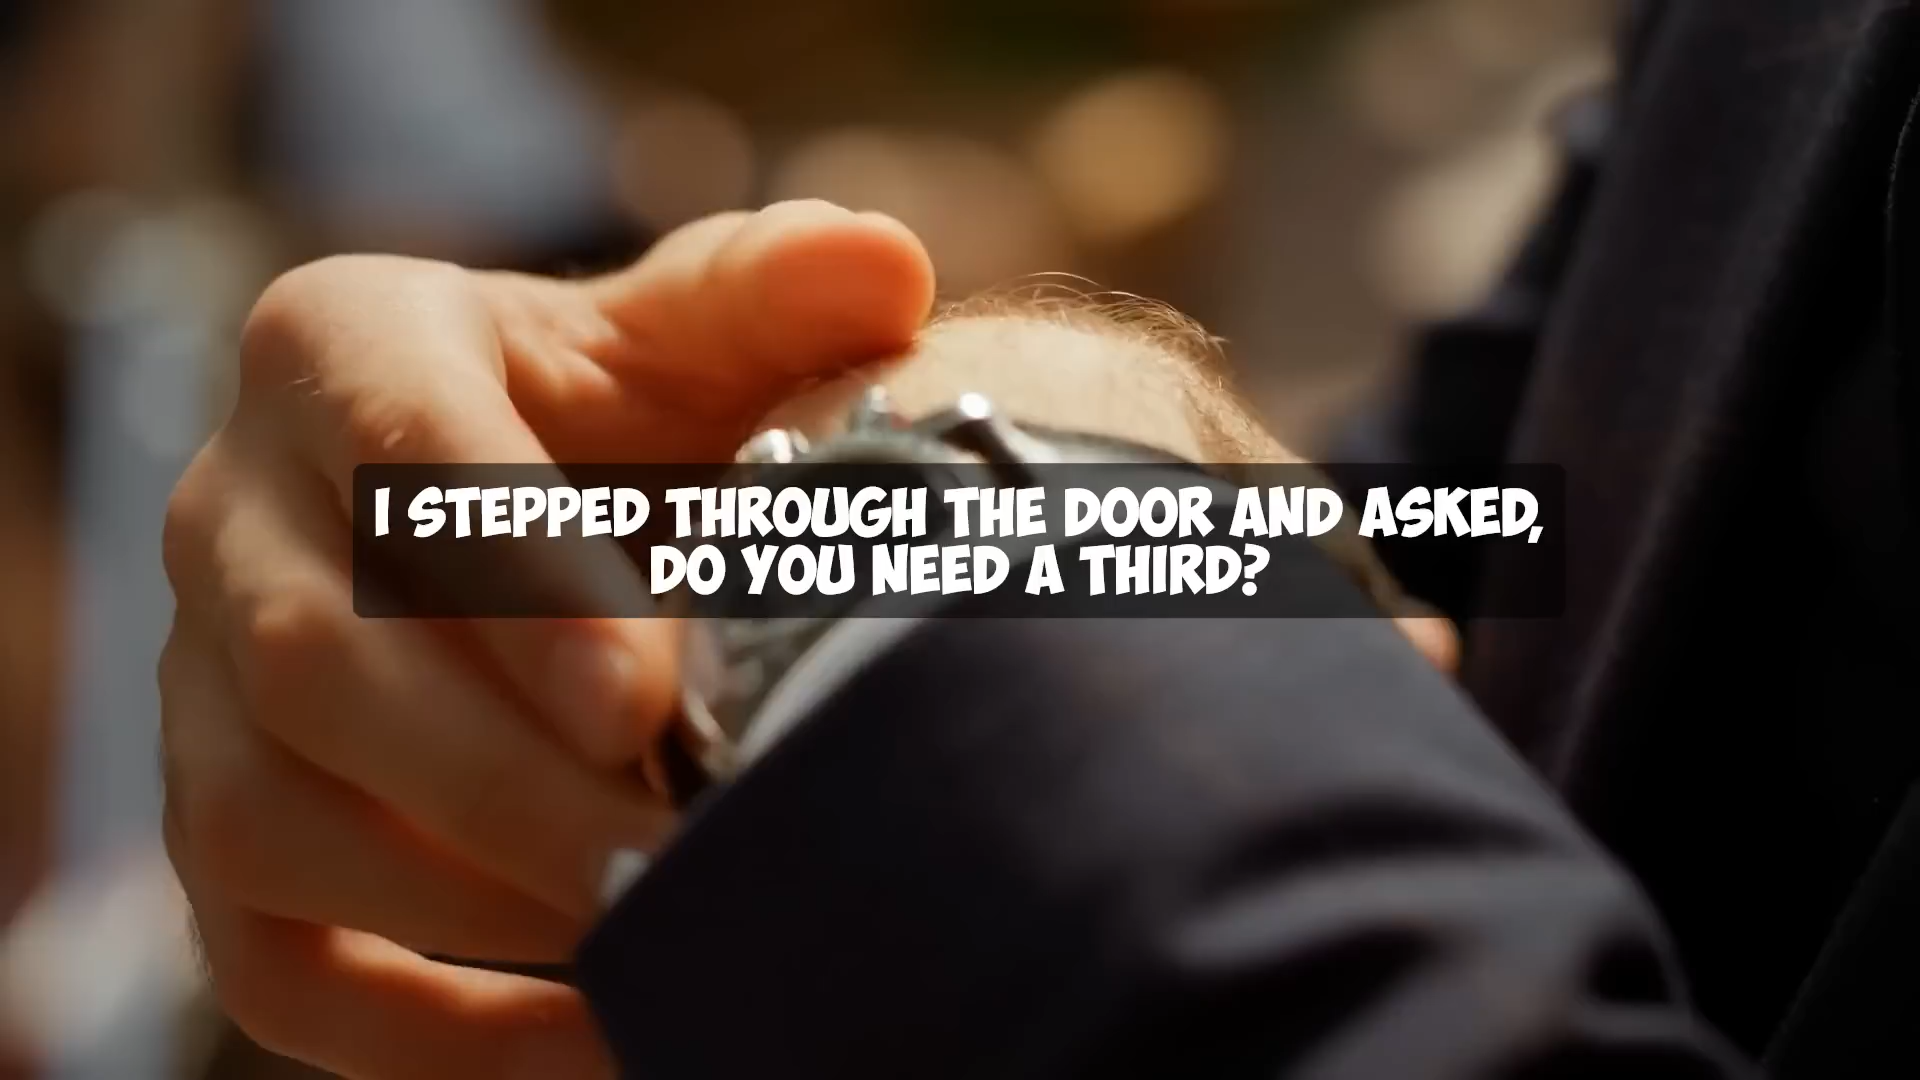 I STEPPED THROUGH THE DOOR AND ASKED,
DO YOU NEED A THIRD?